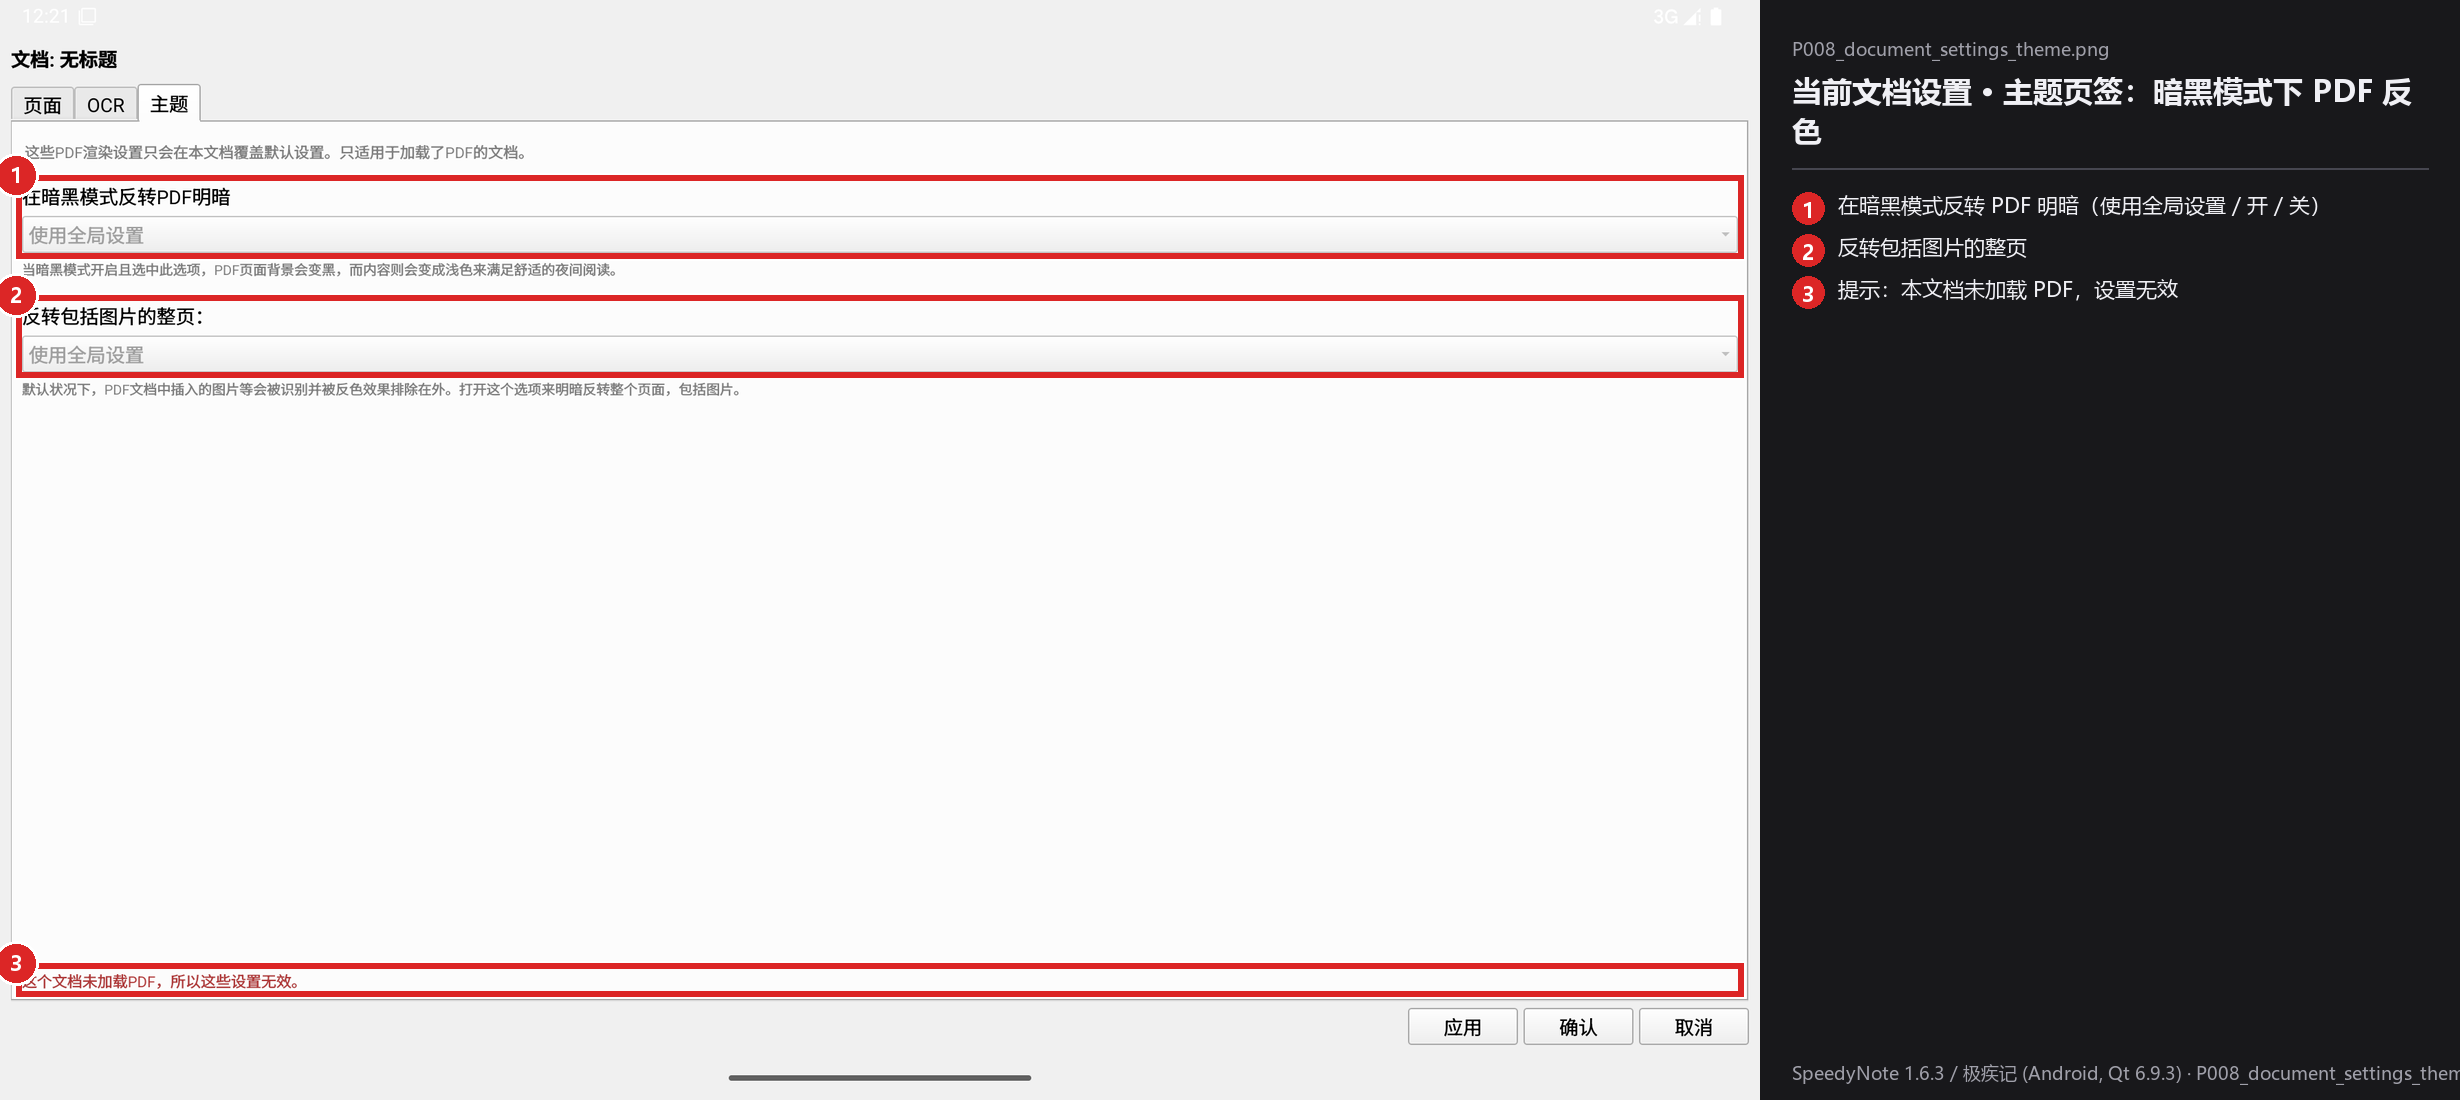 12:21
3G
文档: 无标题
页面
OCR
主题
这些PDF渲染设置只会在本文档覆盖默认设置。只适用于加载了PDF的文档。
1
在暗黑模式反转PDF明暗
使用全局设置
当暗黑模式开启且选中此选项，PDF页面背景会变黑，而内容则会变成浅色来满足舒适的夜间阅读。
2
反转包括图片的整页：
使用全局设置
默认状况下，PDF文档中插入的图片等会被识别并被反色效果排除在外。打开这个选项来明暗反转整个页面，包括图片。
3
这个文档未加载PDF，所以这些设置无效。
应用
确认
取消
P008_document_settings_theme.png
当前文档设置 • 主题页签：暗黑模式下 PDF 反
色
1 在暗黑模式反转 PDF 明暗（使用全局设置 / 开 / 关）
2 反转包括图片的整页
3 提示：本文档未加载 PDF，设置无效
SpeedyNote 1.6.3 / 极疾记 (Android, Qt 6.9.3) · P008_document_settings_them